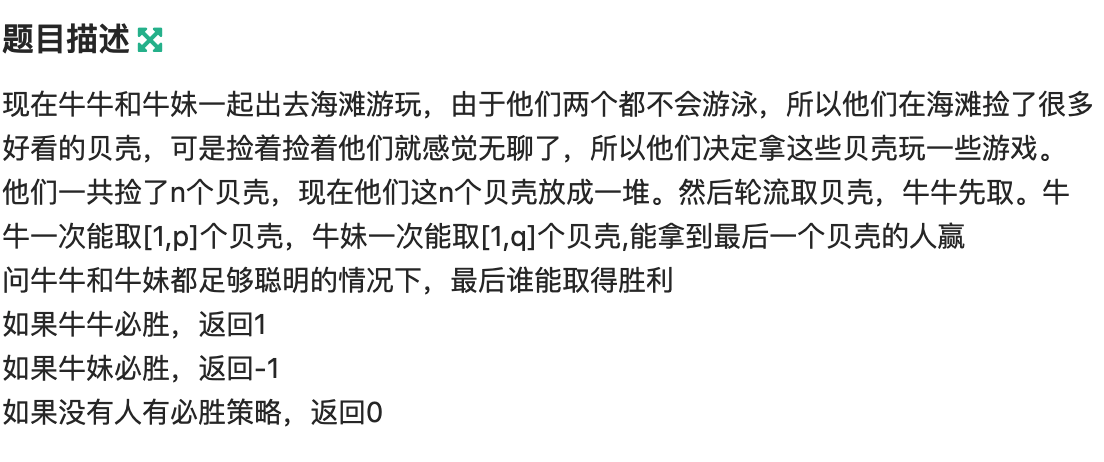 题目描述
现在牛牛和牛妹一起出去海滩游玩，由于他们两个都不会游泳，所以他们在海滩捡了很多
好看的贝壳，可是捡着捡着他们就感觉无聊了，所以他们决定拿这些贝壳玩一些游戏。
他们一共捡了n个贝壳，现在他们这n个贝壳放成一堆。然后轮流取贝壳，牛牛先取。牛
牛一次能取[1,p]个贝壳，牛妹一次能取[1,q]个贝壳,能拿到最后一个贝壳的人赢
问牛牛和牛妹都足够聪明的情况下，最后谁能取得胜利
如果牛牛必胜，返回1
如果牛妹必胜，返回-1
如果没有人有必胜策略，返回0